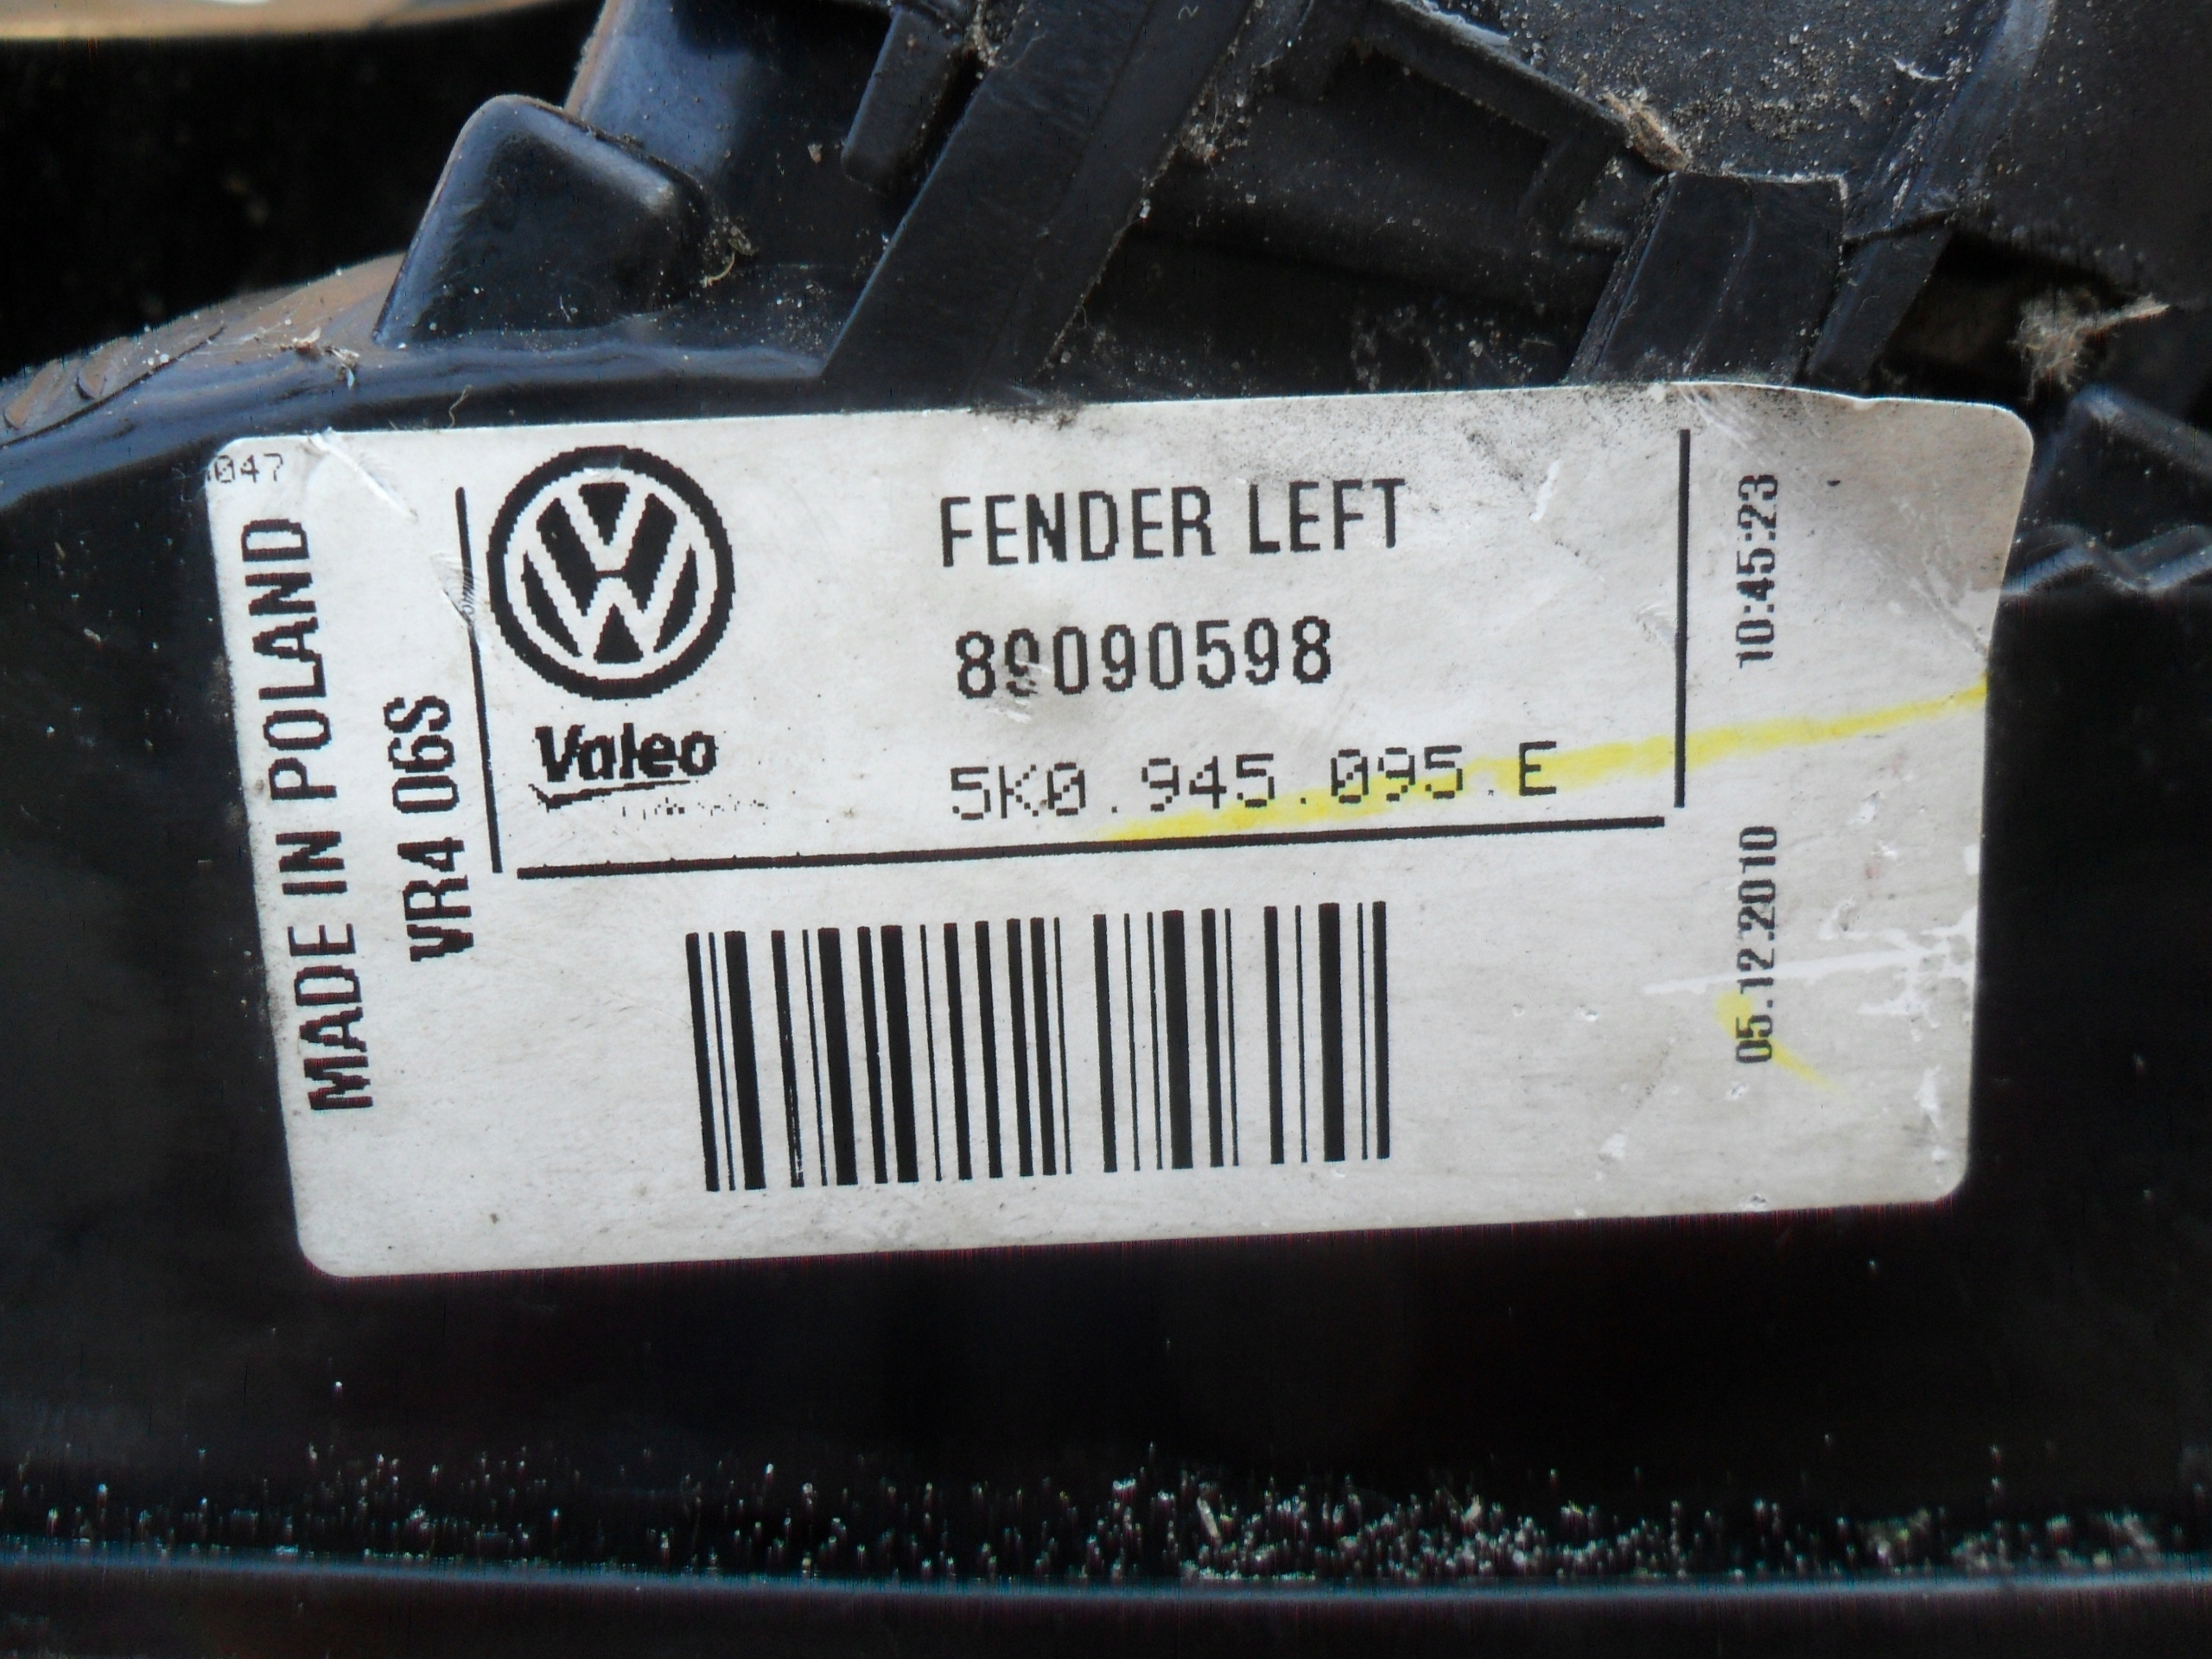 047
MADE IN POLAND
VR4 06S
Valeo
FENDER LEFT
89090598
5K0.945.095.E
10:45:23
05.12.2010